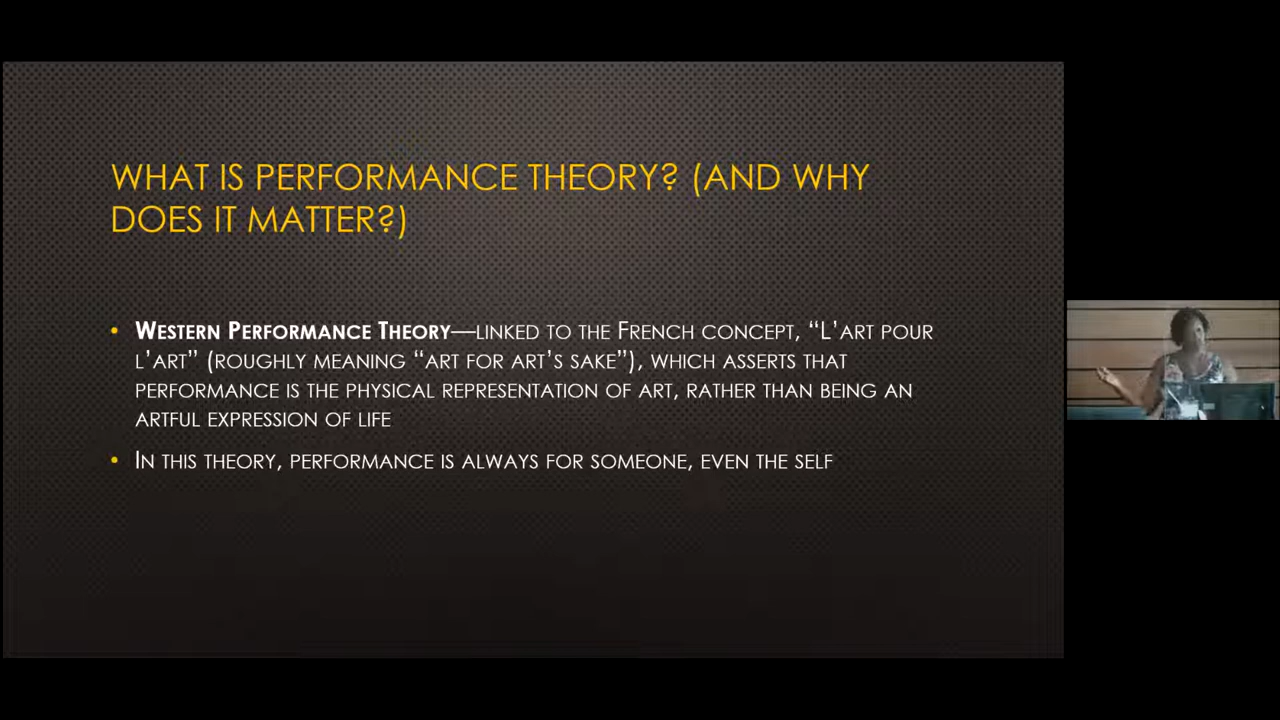 WHAT IS PERFORMANCE THEORY? (AND WHY
DOES IT MATTER?)
• WESTERN PERFORMANCE THEORY—LINKED TO THE FRENCH CONCEPT, “L’ART POUR
L’ART” (ROUGHLY MEANING “ART FOR ART’S SAKE”), WHICH ASSERTS THAT
PERFORMANCE IS THE PHYSICAL REPRESENTATION OF ART, RATHER THAN BEING AN
ARTFUL EXPRESSION OF LIFE
• IN THIS THEORY, PERFORMANCE IS ALWAYS FOR SOMEONE, EVEN THE SELF